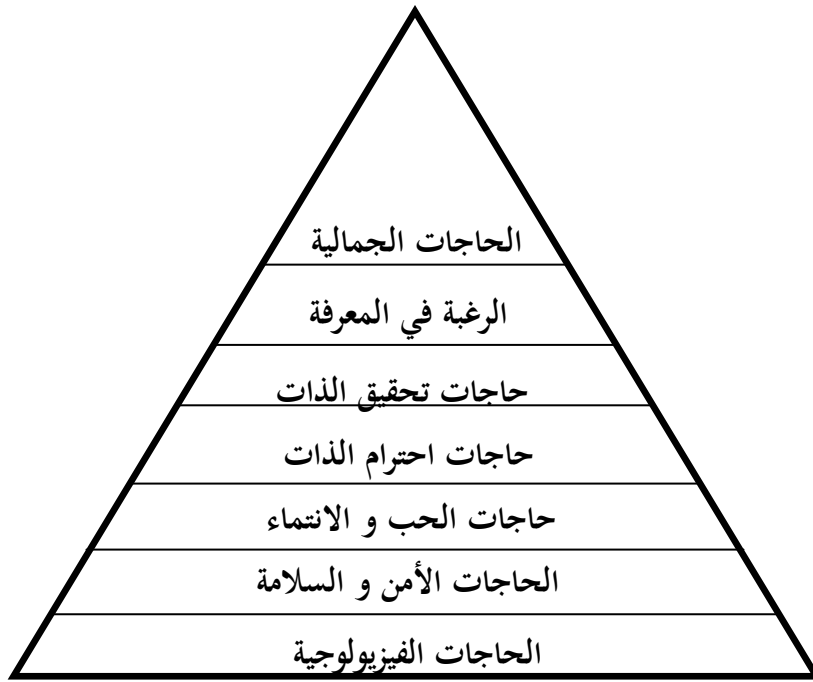 الحاجات الجمالية
الرغبة في المعرفة
حاجات تحقيق الذات
حاجات احترام الذات
حاجات الحب و الانتماء
الحاجات الأمن و السلامة
الحاجات الفيزيولوجية